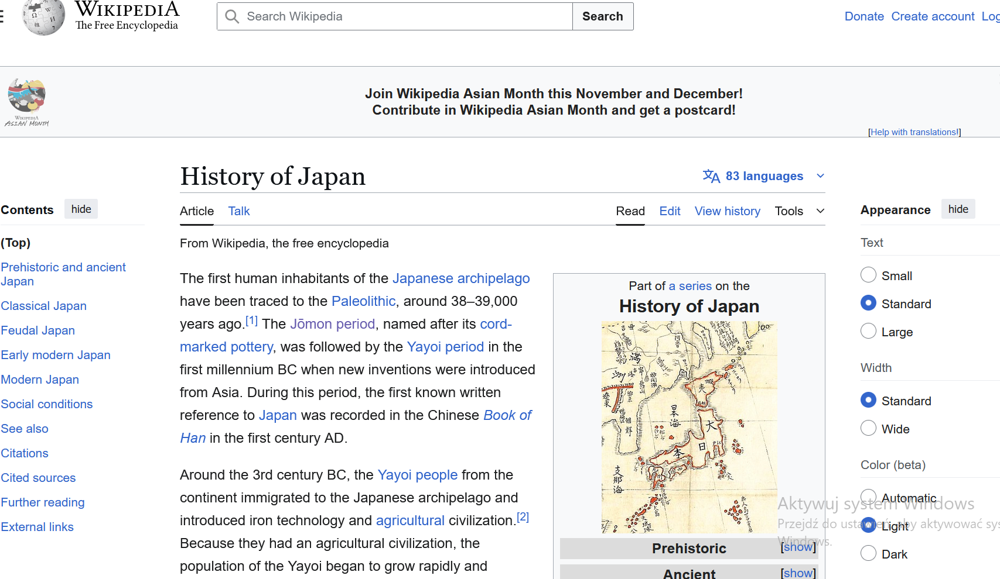 WIKIPEDIA
The Free Encyclopedia
Search Wikipedia
Search
Donate Create account Log
WIKIPEDIA
ASIAN MONTH
Join Wikipedia Asian Month this November and December!
Contribute in Wikipedia Asian Month and get a postcard!
[Help with translations!]
History of Japan
83 languages
Contents hide
Article Talk
Read Edit View history Tools
(Top)
Prehistoric and ancient
Japan
Classical Japan
Feudal Japan
Early modern Japan
Modern Japan
Social conditions
See also
Citations
Cited sources
Further reading
External links
From Wikipedia, the free encyclopedia
The first human inhabitants of the Japanese archipelago
have been traced to the Paleolithic, around 38–39,000
years ago.[1] The Jōmon period, named after its cord-
marked pottery, was followed by the Yayoi period in the
first millennium BC when new inventions were introduced
from Asia. During this period, the first known written
reference to Japan was recorded in the Chinese Book of
Han in the first century AD.
Around the 3rd century BC, the Yayoi people from the
continent immigrated to the Japanese archipelago and
introduced iron technology and agricultural civilization.[2]
Because they had an agricultural civilization, the
population of the Yayoi began to grow rapidly and
Part of a series on the
History of Japan
満
日本海
大
日
本
朝鮮
支那海
Prehistoric [show]
Ancient [show]
Appearance hide
Text
Small
Standard
Large
Width
Standard
Wide
Color (beta)
Automatic
Light
Dark
Aktywuj system Windows
Przejdź do ustawień, aby aktywować sys
Windows.